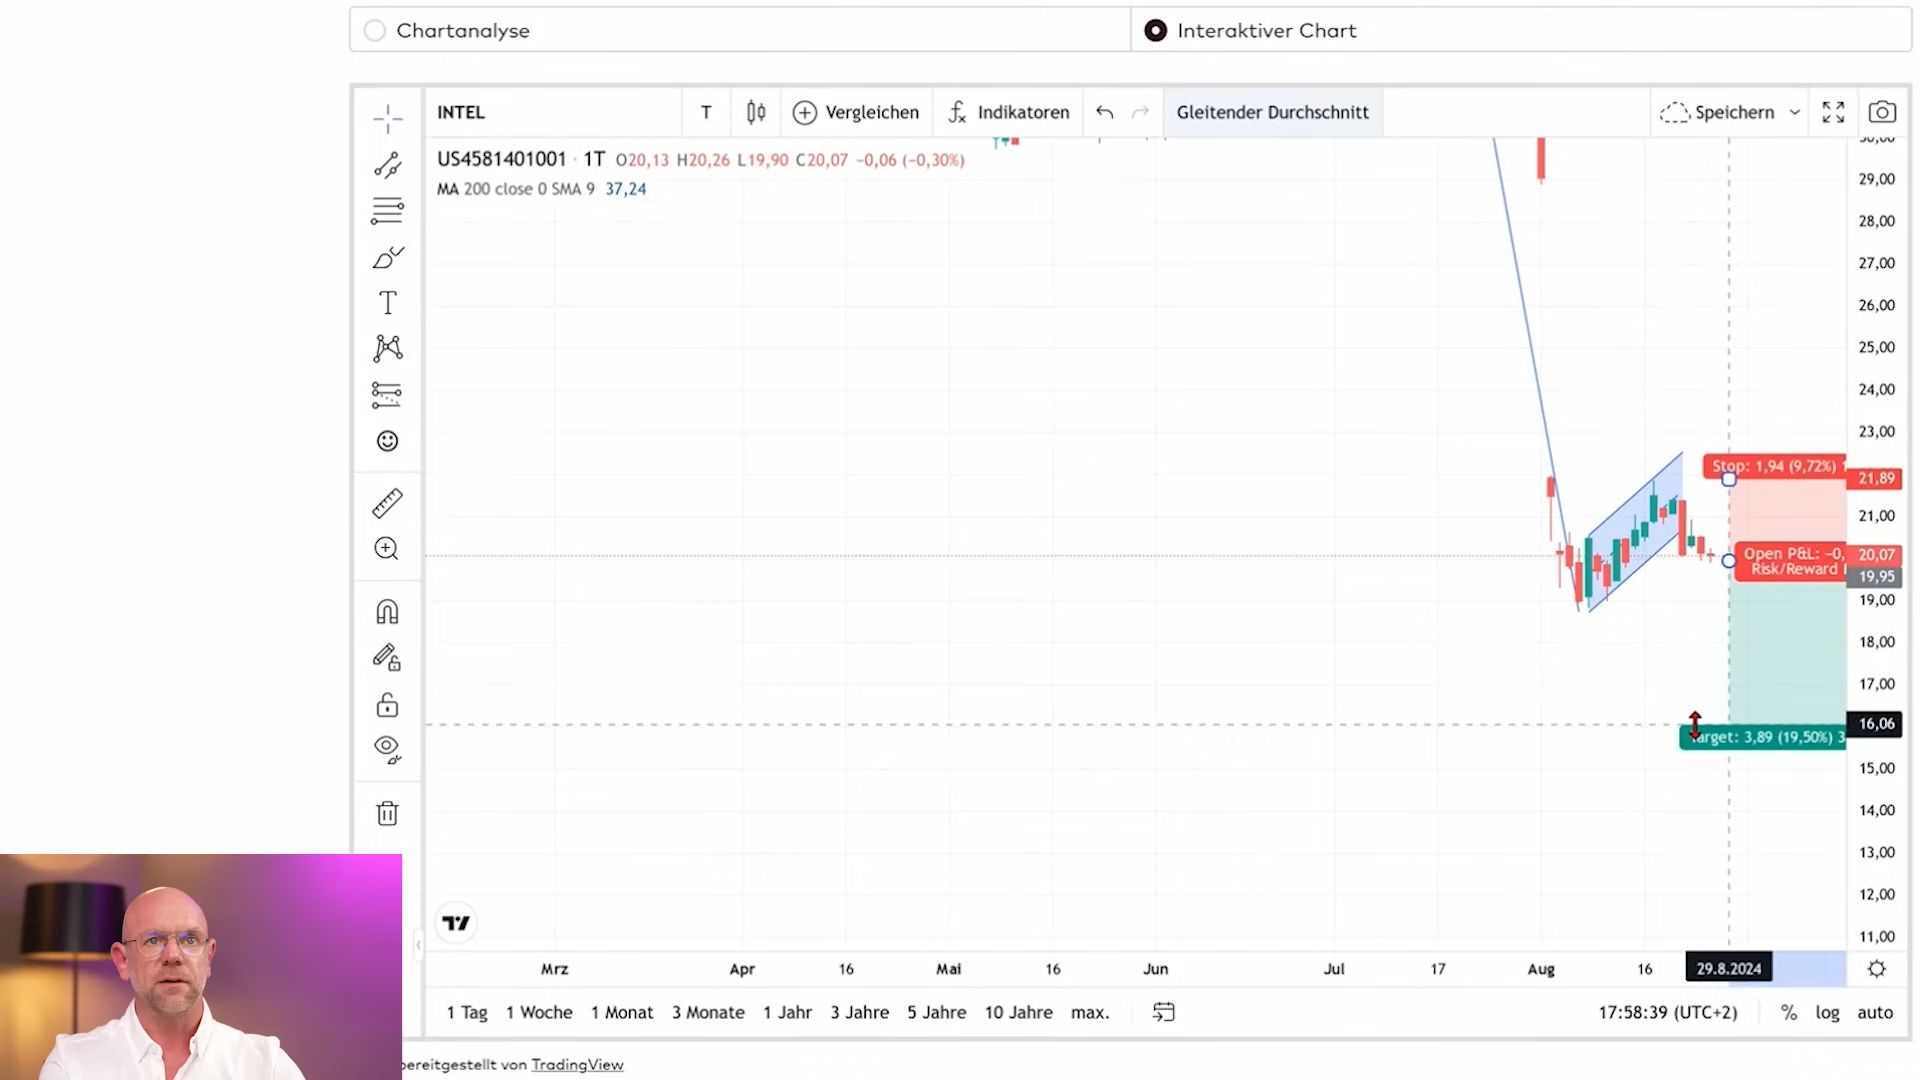 Chartanalyse
Interaktiver Chart
INTEL
T
Vergleichen
Indikatoren
Gleitender Durchschnitt
Speichern
US4581401001 · 1T O20,13 H20,26 L19,90 C20,07 −0,06 (−0,30%)
MA 200 close 0 SMA 9 37,24
30,00
29,00
28,00
27,00
26,00
25,00
24,00
23,00
Stop: 1,94 (9,72%)
21,89
21,00
Open P&L: −0,
20,07
Risk/Reward
19,95
19,00
18,00
17,00
16,06
Target: 3,89 (19,50%) 3
15,00
14,00
13,00
12,00
11,00
Mrz
Apr
16
Mai
16
Jun
Jul
17
Aug
16
29.8.2024
1 Tag
1 Woche
1 Monat
3 Monate
1 Jahr
3 Jahre
5 Jahre
10 Jahre
max.
17:58:39 (UTC+2)
%
log
auto
bereitgestellt von TradingView